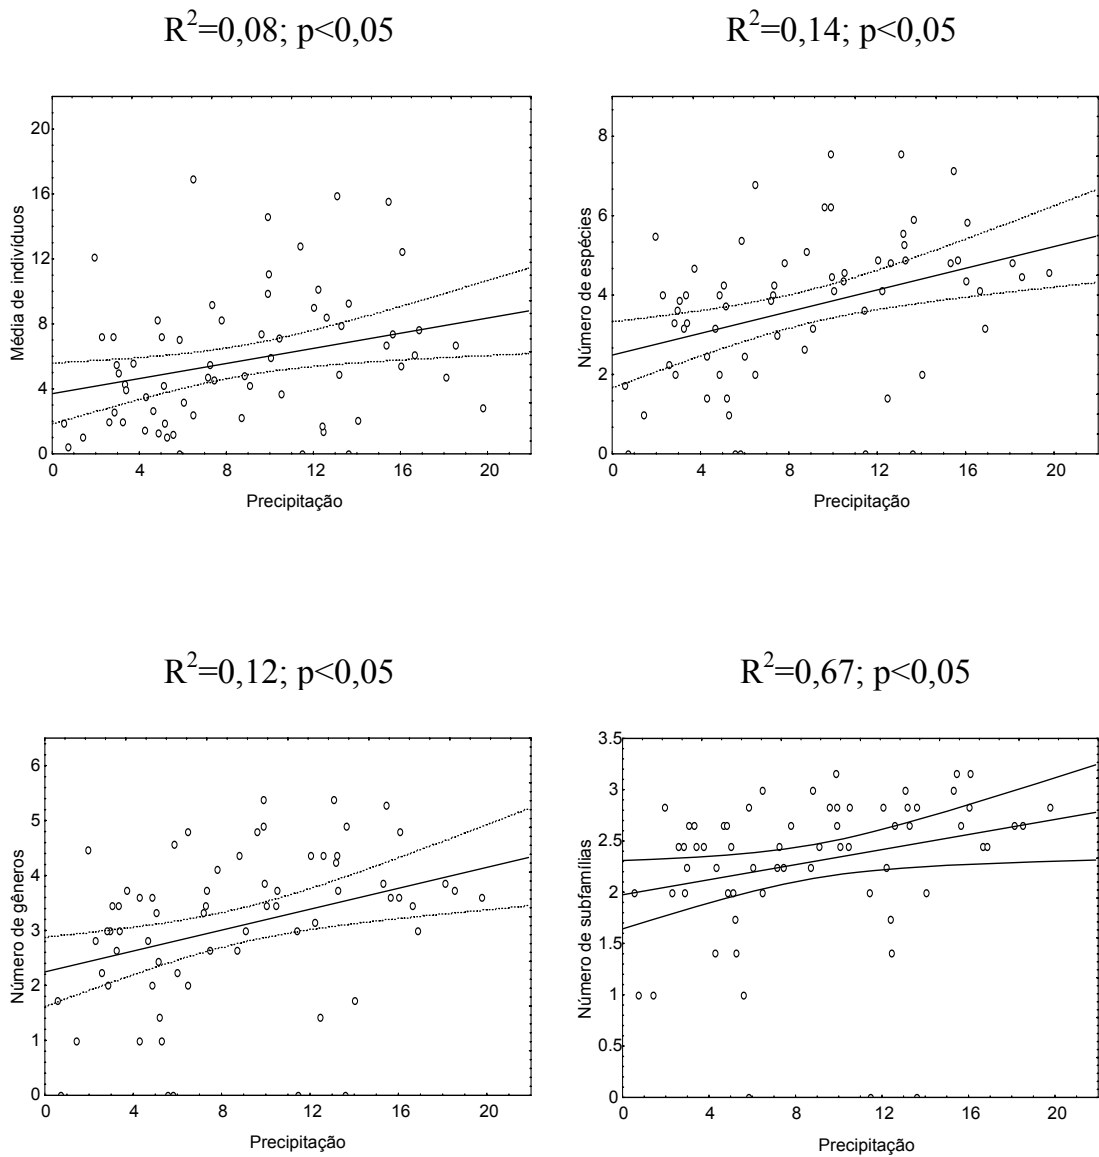 R²=0,08; p<0,05
R²=0,14; p<0,05
20
16
12
8
4
0
Média de indivíduos
0 4 8 12 16 20
Precipitação
8
6
4
2
0
Número de espécies
0 4 8 12 16 20
Precipitação
R²=0,12; p<0,05
R²=0,67; p<0,05
6
5
4
3
2
1
0
Número de gêneros
0 4 8 12 16 20
Precipitação
3.5
3
2.5
2
1.5
1
0.5
0
Número de subfamílias
0 4 8 12 16 20
Precipitação